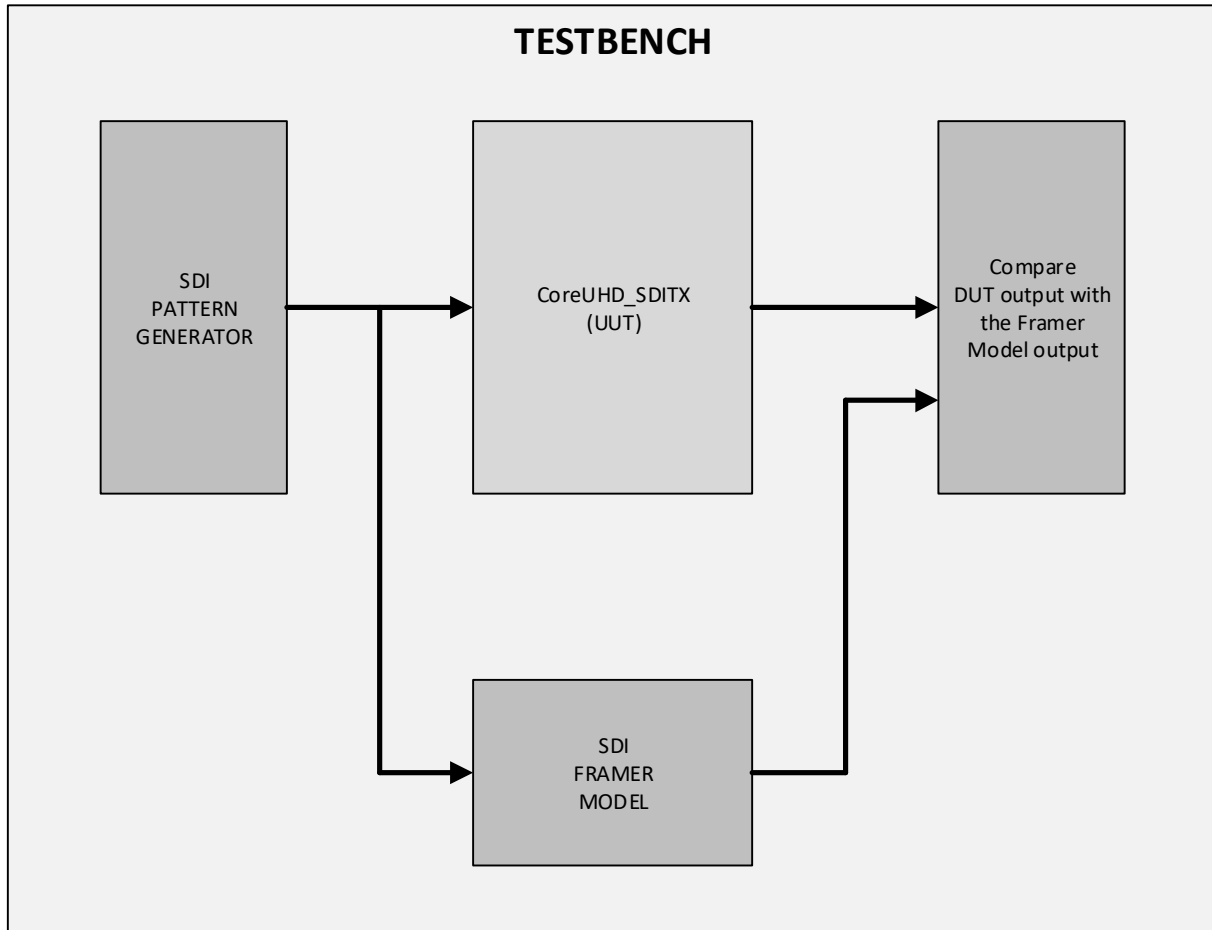 TESTBENCH
SDI
PATTERN
GENERATOR
CoreUHD_SDITX
(UUT)
Compare
DUT output with
the Framer
Model output
SDI
FRAMER
MODEL